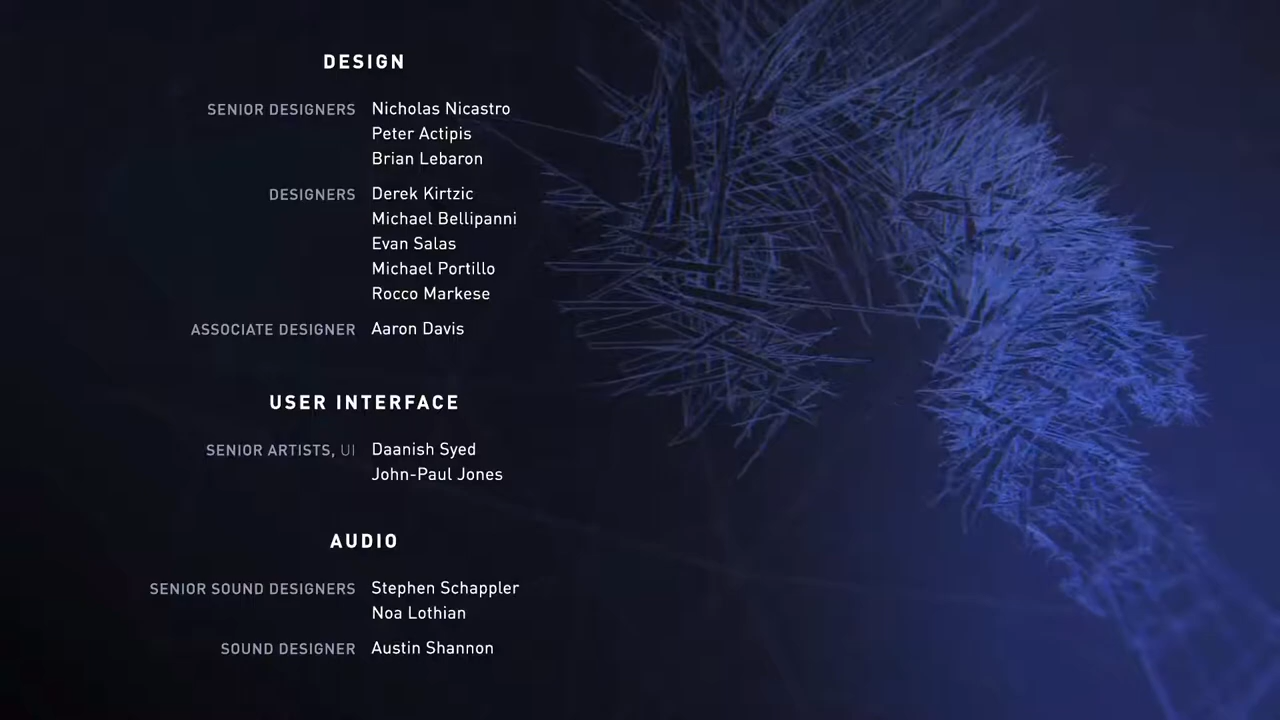 DESIGN
SENIOR DESIGNERS Nicholas Nicastro
Peter Actipis
Brian Lebaron
DESIGNERS Derek Kirtzic
Michael Bellipanni
Evan Salas
Michael Portillo
Rocco Markese
ASSOCIATE DESIGNER Aaron Davis
USER INTERFACE
SENIOR ARTISTS, UI Daanish Syed
John-Paul Jones
AUDIO
SENIOR SOUND DESIGNERS Stephen Schappler
Noa Lothian
SOUND DESIGNER Austin Shannon